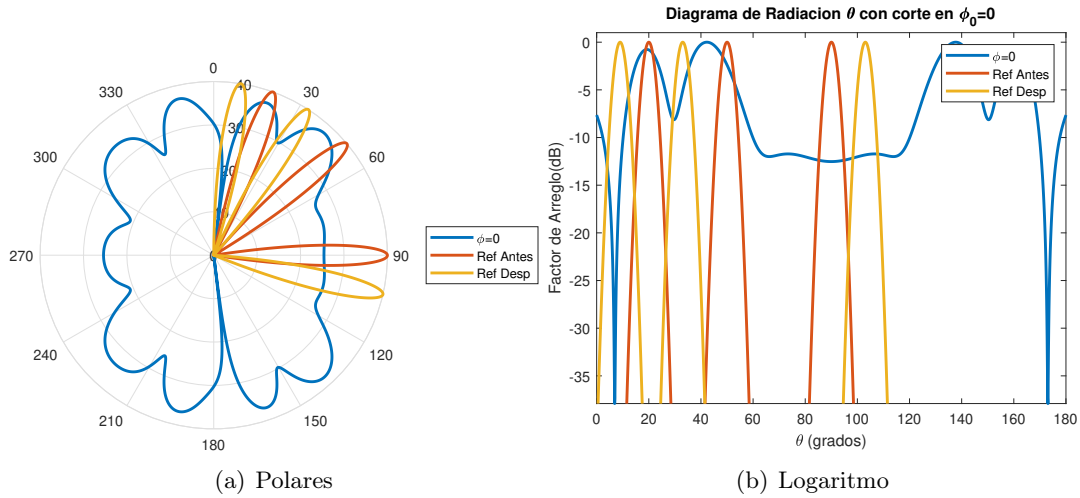 0
30
60
90
120
150
180
210
240
270
300
330
0
20
30
40
ϕ=0
Ref Antes
Ref Desp
(a) Polares
Diagrama de Radiacion θ con corte en ϕ₀=0
Factor de Arreglo(dB)
0
-5
-10
-15
-20
-25
-30
-35
0 20 40 60 80 100 120 140 160 180
θ (grados)
ϕ=0
Ref Antes
Ref Desp
(b) Logaritmo